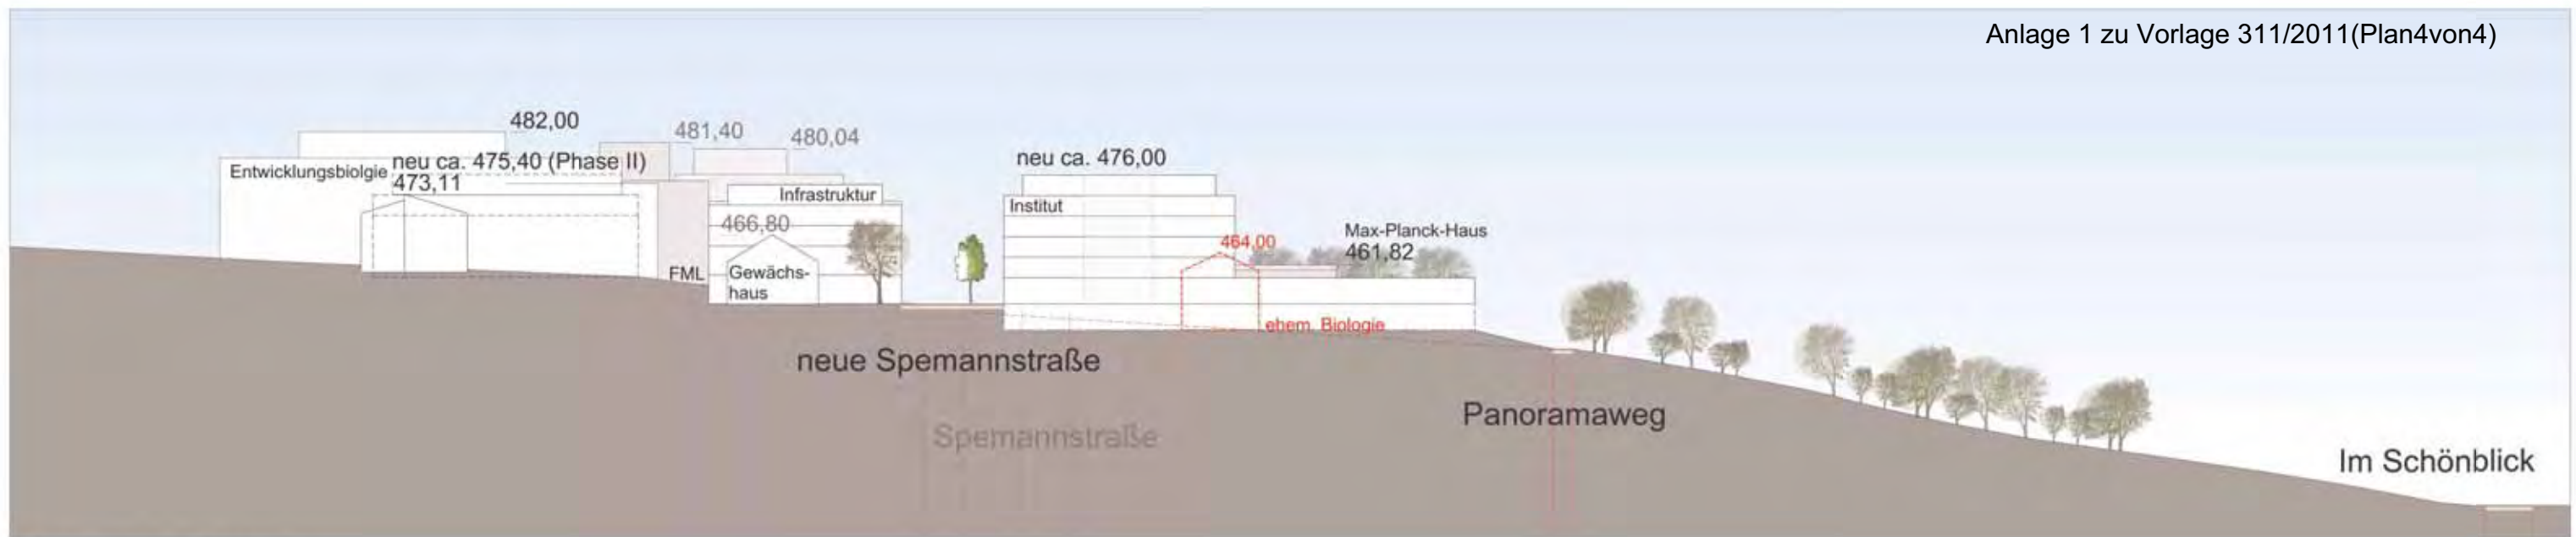 Anlage 1 zu Vorlage 311/2011(Plan4von4)
482,00
481,40
480,04
neu ca. 475,40 (Phase II)
neu ca. 476,00
Entwicklungsbiolgie
473,11
Infrastruktur
Institut
466,80
Max-Planck-Haus
464,00
461,82
FML
Gewächs-
haus
ehem. Biologie
neue Spemannstraße
Panoramaweg
Spemannstraße
Im Schönblick